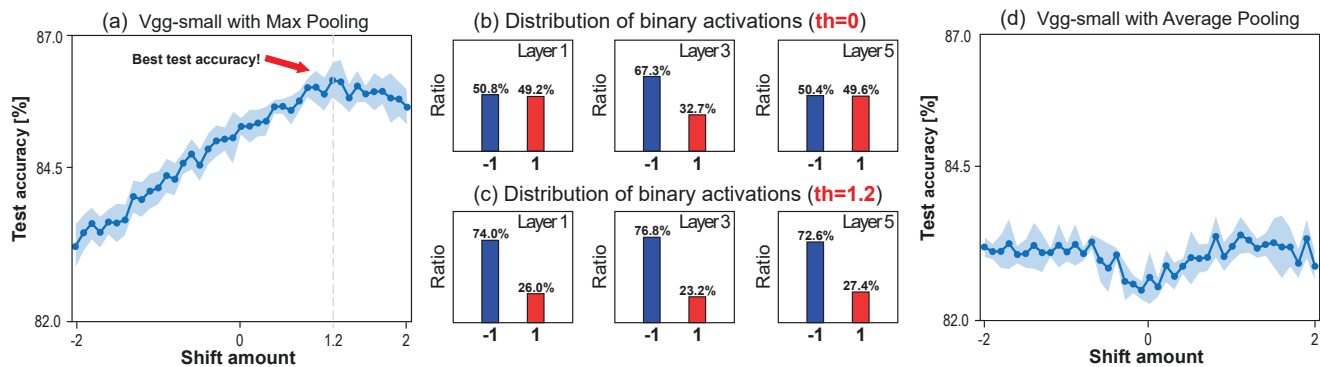 (a) Vgg-small with Max Pooling
87.0
84.5
82.0
Test accuracy [%]
Best test accuracy!
-2
0
1.2
2
Shift amount
(b) Distribution of binary activations (th=0)
Ratio
Layer 1
50.8%
49.2%
-1
1
Ratio
Layer 3
67.3%
32.7%
-1
1
Ratio
Layer 5
50.4%
49.6%
-1
1
(c) Distribution of binary activations (th=1.2)
Ratio
Layer 1
74.0%
26.0%
-1
1
Ratio
Layer 3
76.8%
23.2%
-1
1
Ratio
Layer 5
72.6%
27.4%
-1
1
(d) Vgg-small with Average Pooling
87.0
84.5
82.0
Test accuracy [%]
-2
0
2
Shift amount